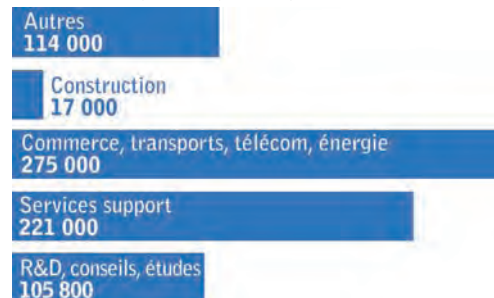 Autres
114 000
Construction
17 000
Commerce, transports, télécom, énergie
275 000
Services support
221 000
R&D, conseils, études
105 800